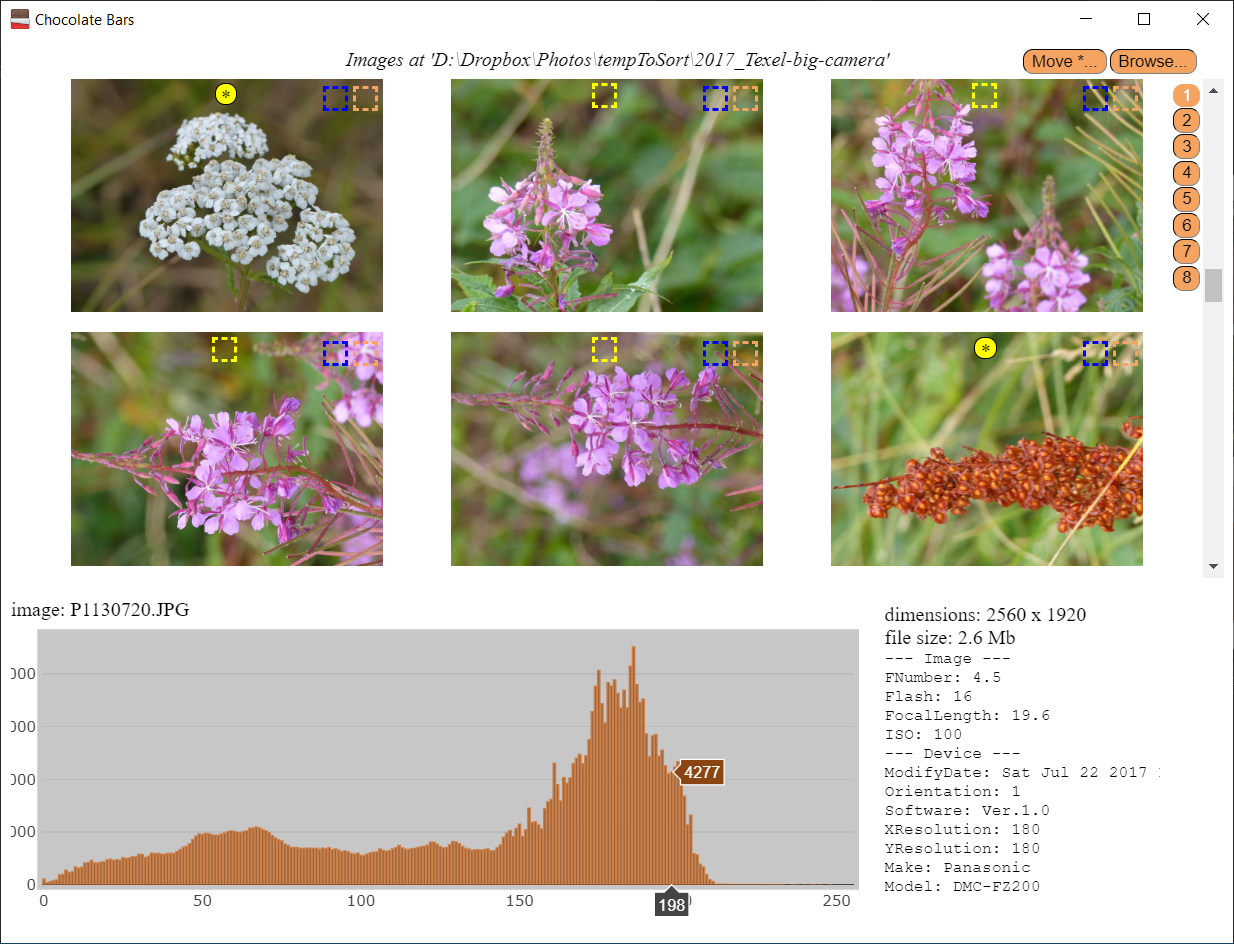 Chocolate Bars
Images at 'D:\Dropbox\Photos\tempToSort\2017_Texel-big-camera'
Move *...
Browse...
*
1
2
3
4
5
6
7
8
*
image: P1130720.JPG
000
000
000
000
0
4277
0
50
100
150
198
250
dimensions: 2560 x 1920
file size: 2.6 Mb
--- Image ---
FNumber: 4.5
Flash: 16
FocalLength: 19.6
ISO: 100
--- Device ---
ModifyDate: Sat Jul 22 2017
Orientation: 1
Software: Ver.1.0
XResolution: 180
YResolution: 180
Make: Panasonic
Model: DMC-FZ200